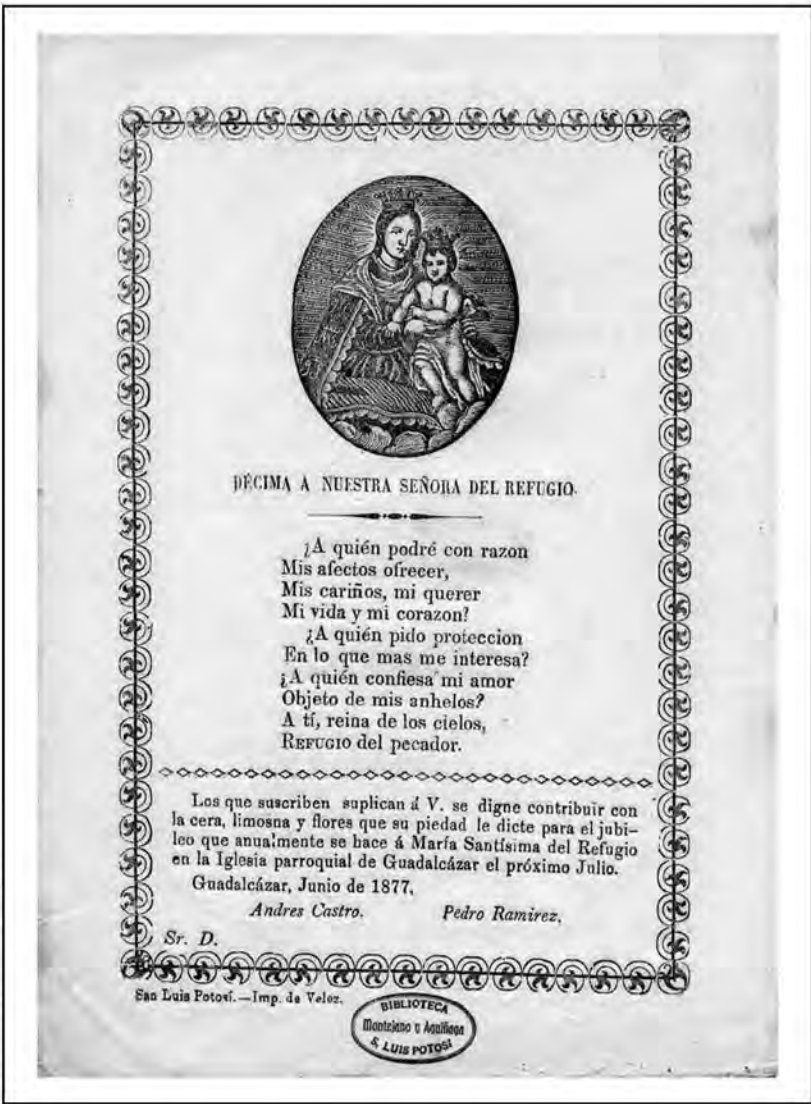 DÉCIMA A NUESTRA SEÑORA DEL REFUGIO.
¿A quién podré con razon
Mis afectos ofrecer,
Mis cariños, mi querer
Mi vida y mi corazon?
¿A quién pido proteccion
En lo que mas me interesa?
¿A quién confiesa mi amor
Objeto de mis anhelos?
A tí, reina de los cielos,
REFUGIO del pecador.
Los que suscriben suplican á V. se digne contribuir con
la cera, limosna y flores que su piedad le dicte para el jubi-
leo que anualmente se hace á María Santísima del Refugio
en la Iglesia parroquial de Guadalcázar el próximo Julio.
Guadalcázar, Junio de 1877.
Andres Castro. Pedro Ramirez.
Sr. D.
San Luis Potosí.—Imp. de Velez.
BIBLIOTECA
Montejano y Aguiñaga
S. LUIS POTOSI